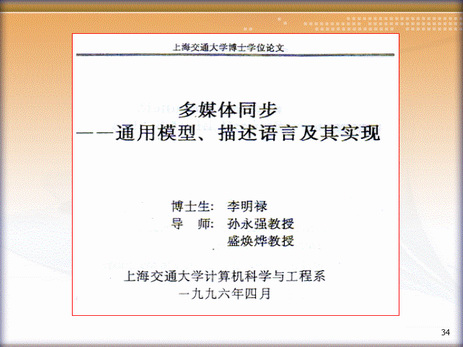 上海交通大学博士学位论文
多媒体同步
——通用模型、描述语言及其实现
博士生: 李明禄
导 师: 孙永强教授
盛焕烨教授
上海交通大学计算机科学与工程系
一九九六年四月
34